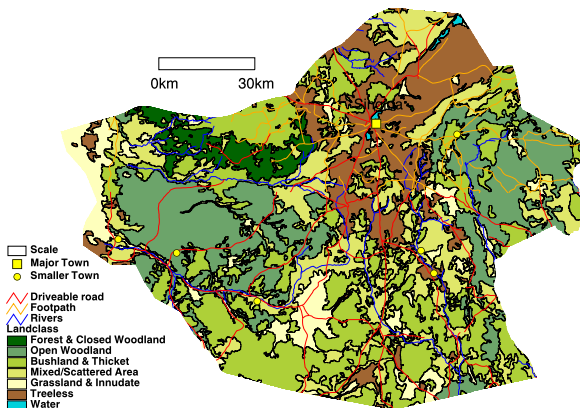 Singida
0km 30km
Scale
Major Town
Smaller Town
Driveable road
Footpath
Rivers
Landclass
Forest & Closed Woodland
Open Woodland
Bushland & Thicket
Mixed/Scattered Area
Grassland & Innudate
Treeless
Water